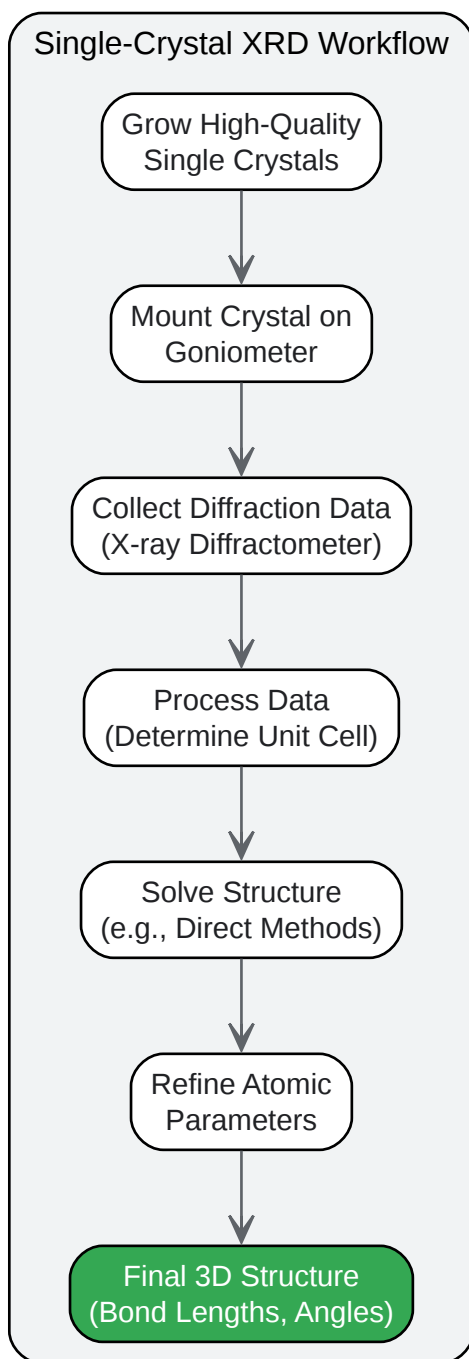 Single-Crystal XRD Workflow
Grow High-Quality
Single Crystals
Mount Crystal on
Goniometer
Collect Diffraction Data
(X-ray Diffractometer)
Process Data
(Determine Unit Cell)
Solve Structure
(e.g., Direct Methods)
Refine Atomic
Parameters
Final 3D Structure
(Bond Lengths, Angles)